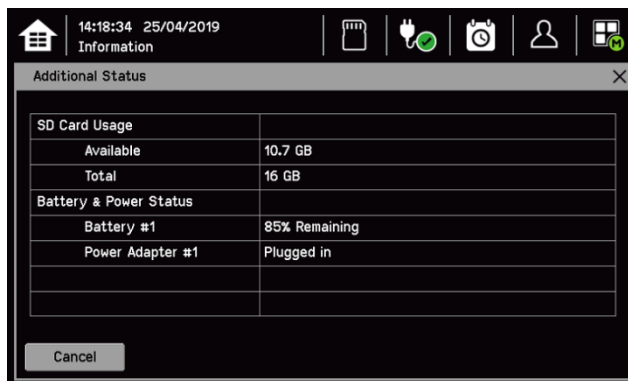 14:18:34 25/04/2019
Information
M
Additional Status
SD Card Usage
Available 10.7 GB
Total 16 GB
Battery & Power Status
Battery #1 85% Remaining
Power Adapter #1 Plugged in
Cancel